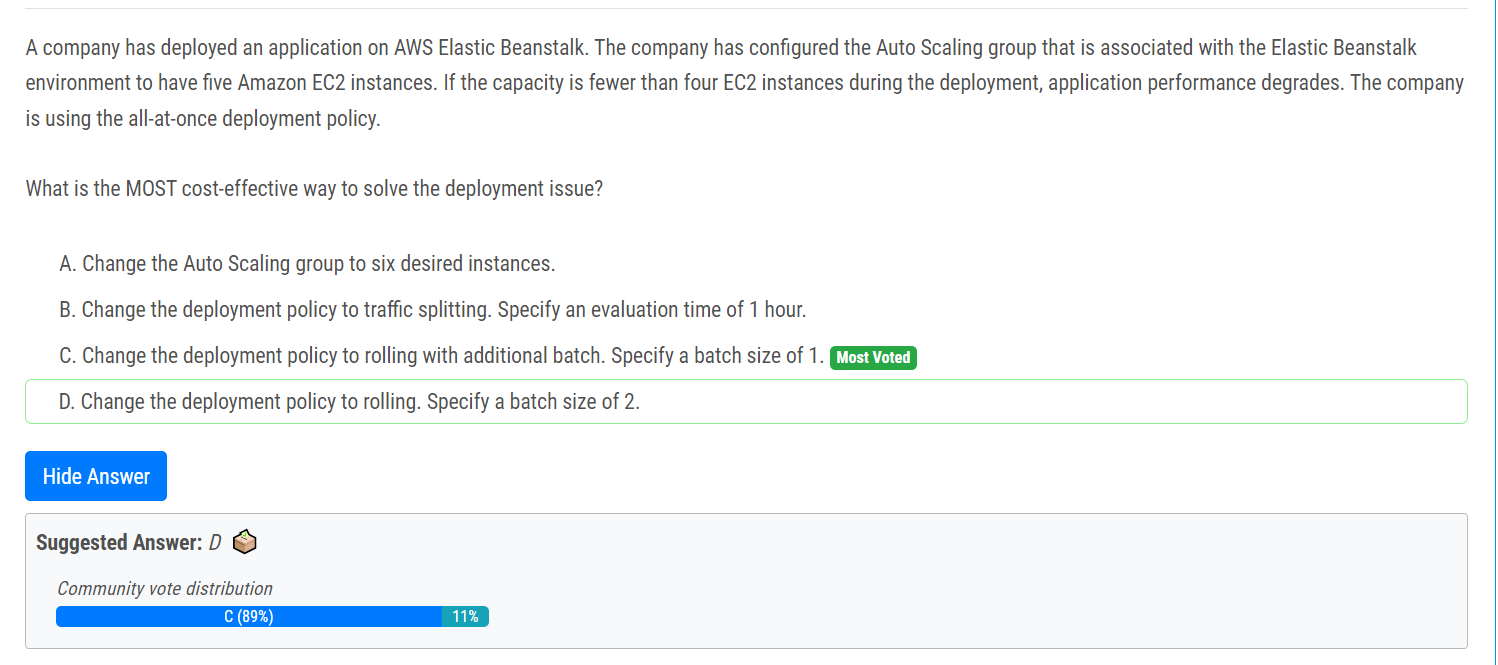 A company has deployed an application on AWS Elastic Beanstalk. The company has configured the Auto Scaling group that is associated with the Elastic Beanstalk
environment to have five Amazon EC2 instances. If the capacity is fewer than four EC2 instances during the deployment, application performance degrades. The company
is using the all-at-once deployment policy.
What is the MOST cost-effective way to solve the deployment issue?
A. Change the Auto Scaling group to six desired instances.
B. Change the deployment policy to traffic splitting. Specify an evaluation time of 1 hour.
C. Change the deployment policy to rolling with additional batch. Specify a batch size of 1. Most Voted
D. Change the deployment policy to rolling. Specify a batch size of 2.
Hide Answer
Suggested Answer: D
Community vote distribution
C (89%) 11%